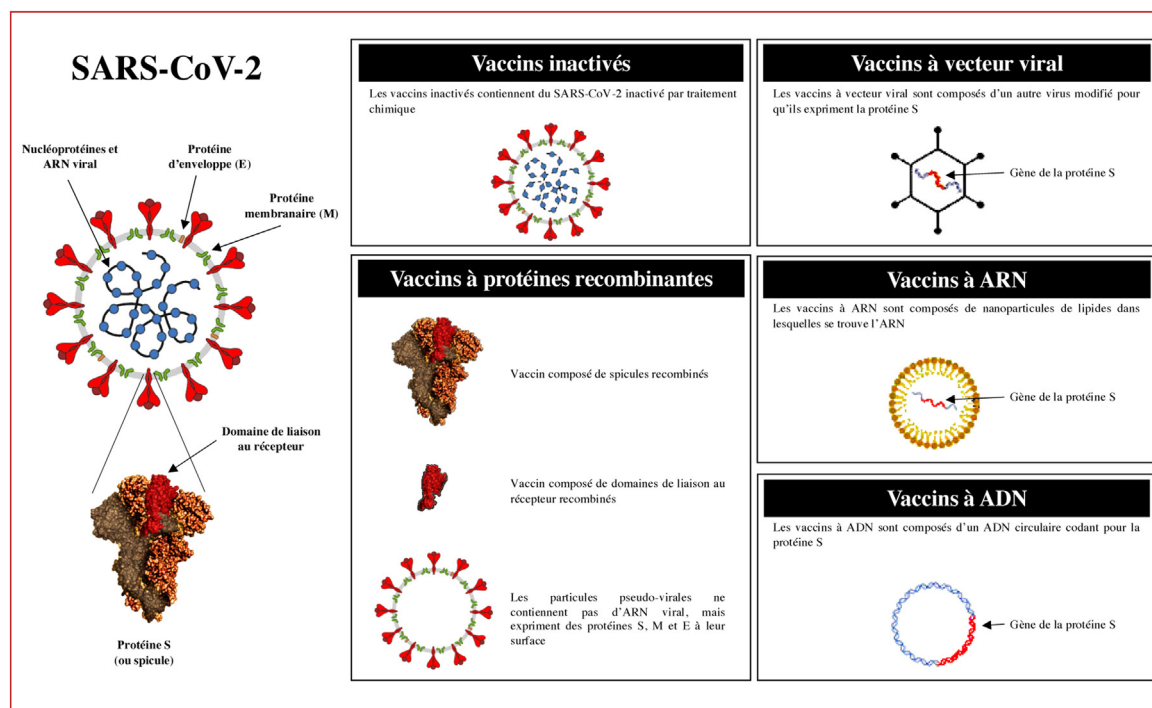 SARS-CoV-2
Nucléoprotéines et
ARN viral
Protéine
d'enveloppe (E)
Protéine
membranaire (M)
Domaine de liaison
au récepteur
Protéine S
(ou spicule)
Vaccins inactivés
Les vaccins inactivés contiennent du SARS-CoV-2 inactivé par traitement
chimique
Vaccins à protéines recombinantes
Vaccin composé de spicules recombinés
Vaccin composé de domaines de liaison au
récepteur recombinés
Les particules pseudo-virales ne
contiennent pas d'ARN viral, mais
expriment des protéines S, M et E à leur
surface
Vaccins à vecteur viral
Les vaccins à vecteur viral sont composés d'un autre virus modifié pour
qu'ils expriment la protéine S
Gène de la protéine S
Vaccins à ARN
Les vaccins à ARN sont composés de nanoparticules de lipides dans
lesquelles se trouve l'ARN
Gène de la protéine S
Vaccins à ADN
Les vaccins à ADN sont composés d'un ADN circulaire codant pour la
protéine S
Gène de la protéine S